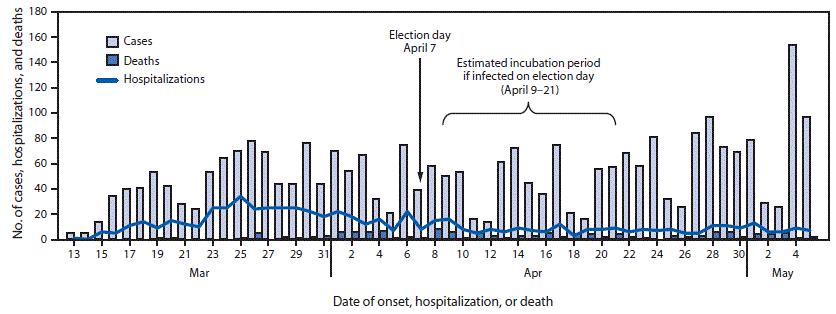 No. of cases, hospitalizations, and deaths
180
160
140
120
100
80
60
40
20
0
Cases
Deaths
Hospitalizations
Election day
April 7
Estimated incubation period
if infected on election day
(April 9–21)
13 15 17 19 21 23 25 27 29 31 2 4 6 8 10 12 14 16 18 20 22 24 26 28 30 2 4
Mar Apr May
Date of onset, hospitalization, or death